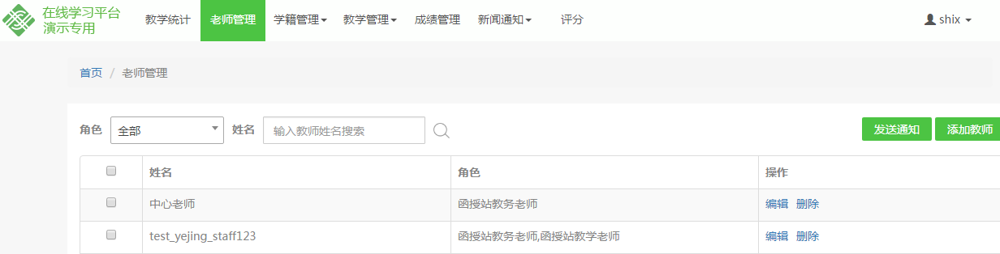 在线学习平台
演示专用
教学统计 老师管理 学籍管理 教学管理 成绩管理 新闻通知 评分 shix
首页 / 老师管理
角色 全部 姓名 输入教师姓名搜索 发送通知 添加教师
姓名 角色 操作
中心老师 函授站教务老师 编辑 删除
test_yejing_staff123 函授站教务老师,函授站教学老师 编辑 删除